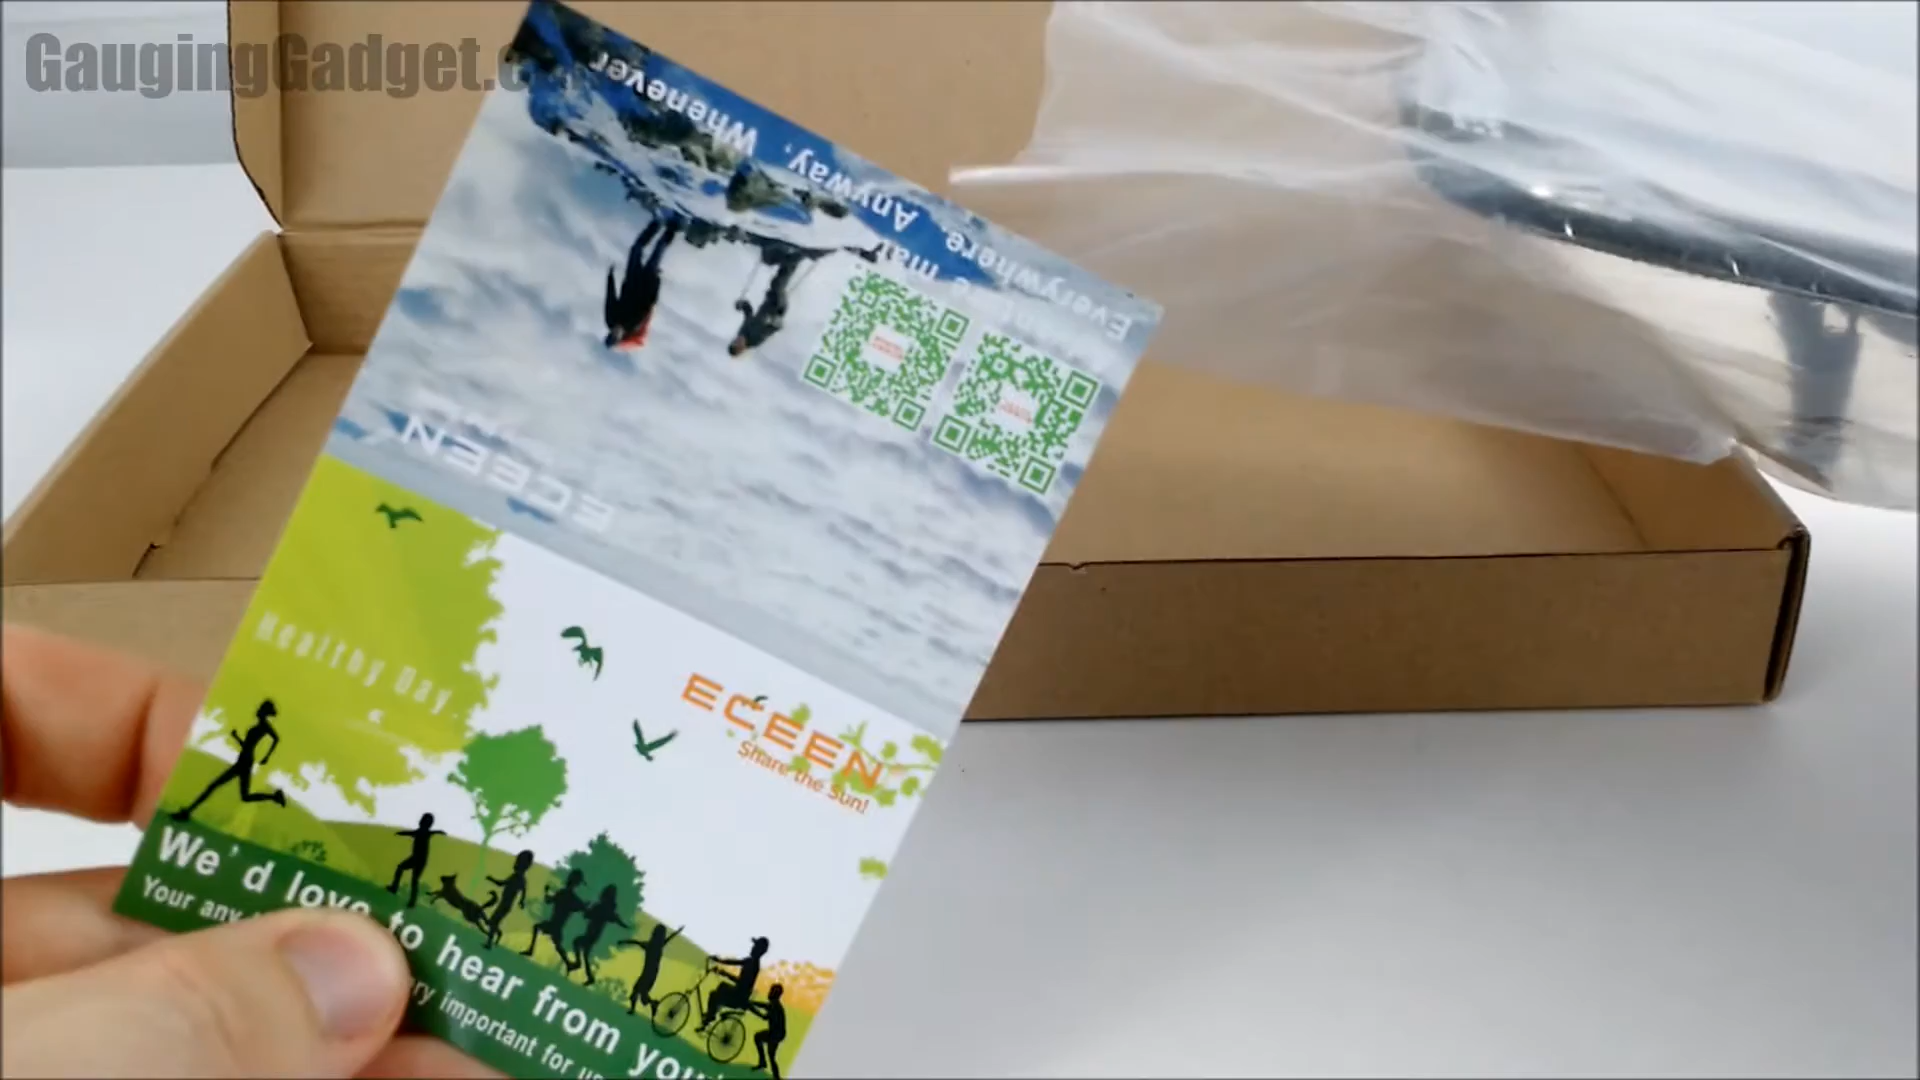 GaugingGadget.c
Everywhere, Anyway, Whenever
ECEEN
Healthy Day
ECEEN
Share the Sun!
We'd love to hear from you
Your any
important for us